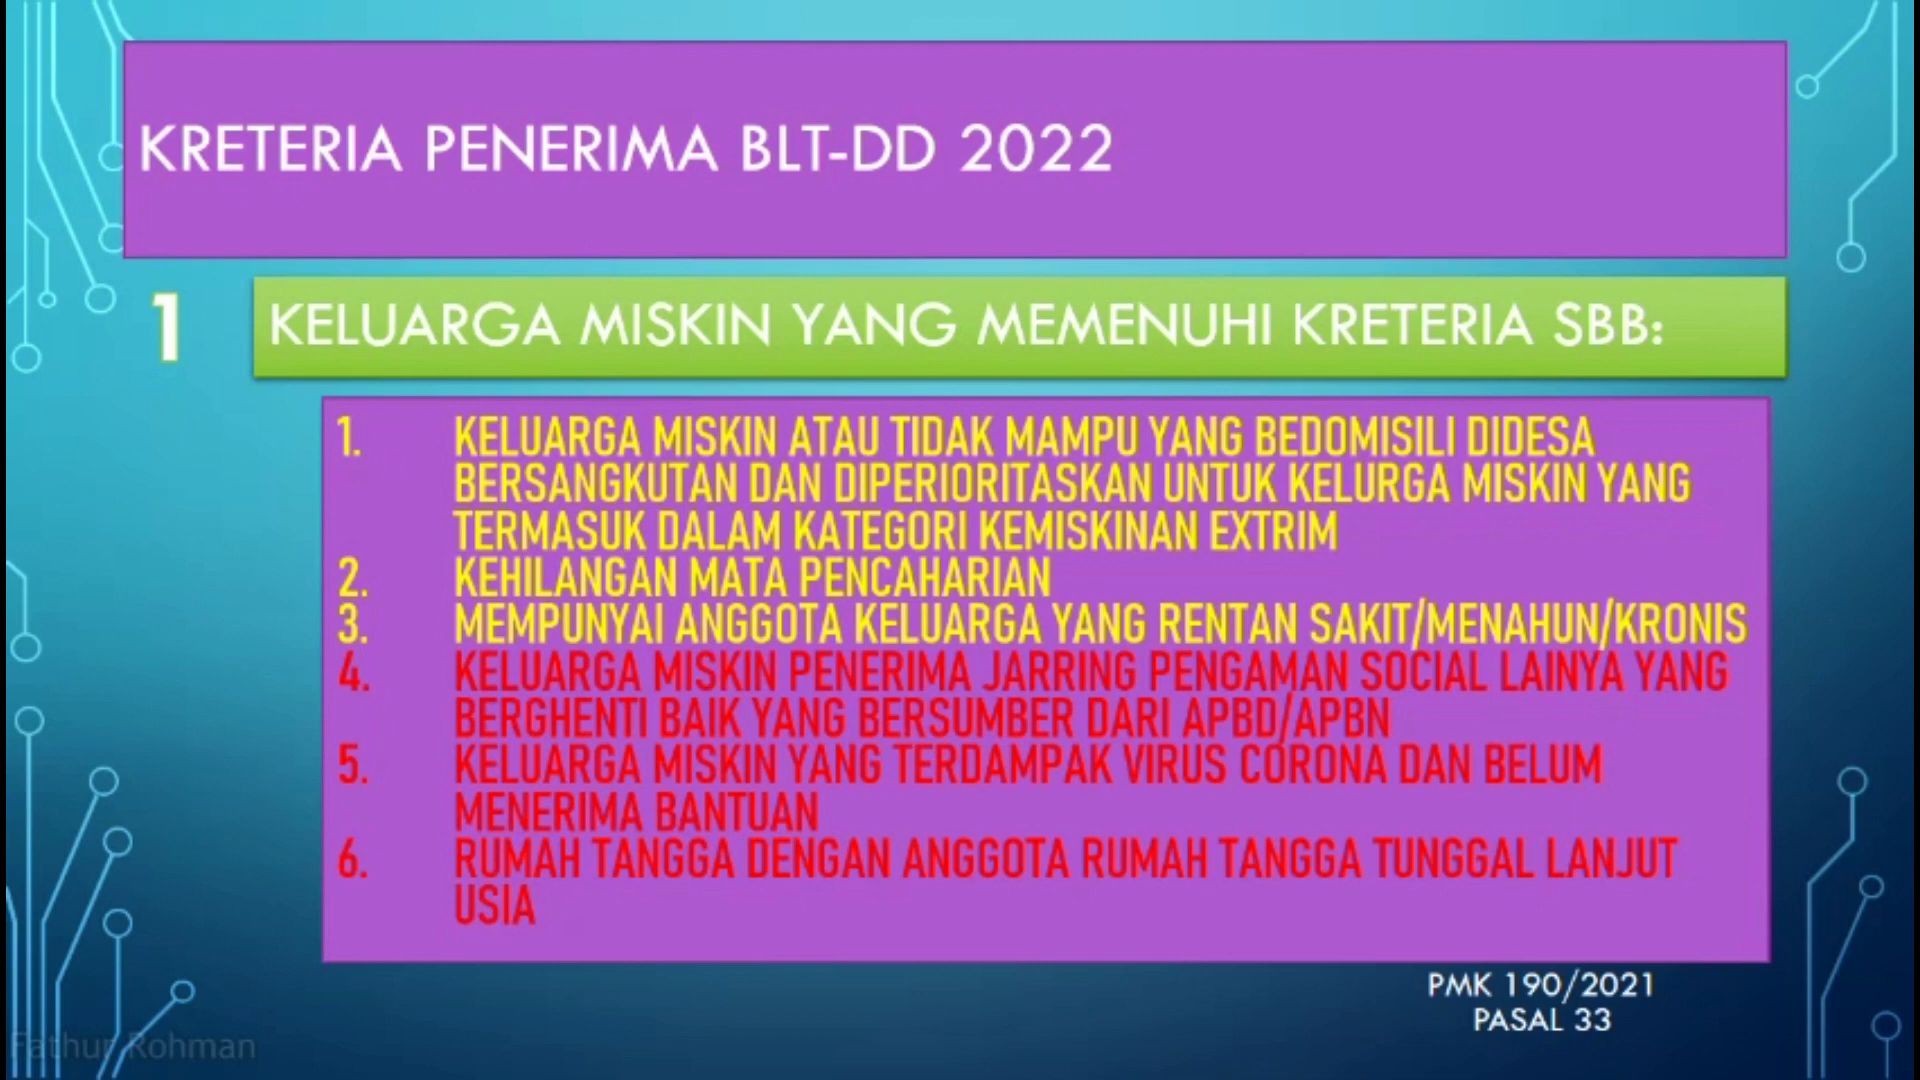 KRETERIA PENERIMA BLT-DD 2022
1
KELUARGA MISKIN YANG MEMENUHI KRETERIA SBB:
1. KELUARGA MISKIN ATAU TIDAK MAMPU YANG BEDOMISILI DIDESA
BERSANGKUTAN DAN DIPERIORITASKAN UNTUK KELURGA MISKIN YANG
TERMASUK DALAM KATEGORI KEMISKINAN EXTRIM
2. KEHILANGAN MATA PENCAHARIAN
3. MEMPUNYAI ANGGOTA KELUARGA YANG RENTAN SAKIT/MENAHUN/KRONIS
4. KELUARGA MISKIN PENERIMA JARRING PENGAMAN SOCIAL LAINYA YANG
BERGHENTI BAIK YANG BERSUMBER DARI APBD/APBN
5. KELUARGA MISKIN YANG TERDAMPAK VIRUS CORONA DAN BELUM
MENERIMA BANTUAN
6. RUMAH TANGGA DENGAN ANGGOTA RUMAH TANGGA TUNGGAL LANJUT
USIA
PMK 190/2021
PASAL 33
Fathur Rohman